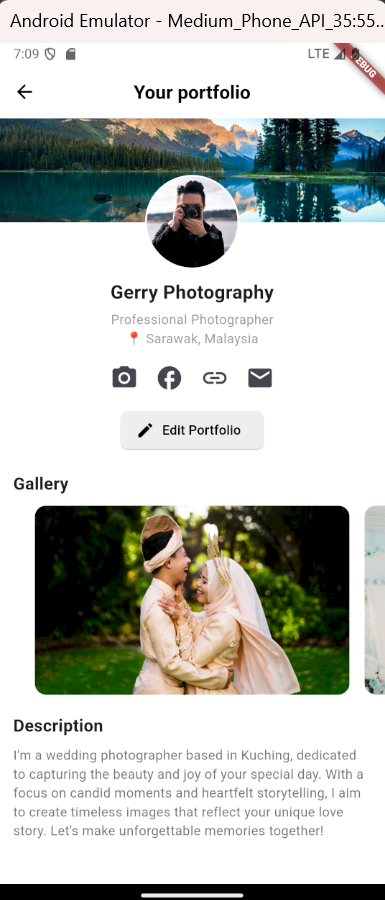 Android Emulator - Medium_Phone_API_35:55...
7:09
LTE
DEBUG
Your portfolio
Gerry Photography
Professional Photographer
📍 Sarawak, Malaysia
Edit Portfolio
Gallery
Description
I'm a wedding photographer based in Kuching, dedicated
to capturing the beauty and joy of your special day. With a
focus on candid moments and heartfelt storytelling, I aim
to create timeless images that reflect your unique love
story. Let's make unforgettable memories together!